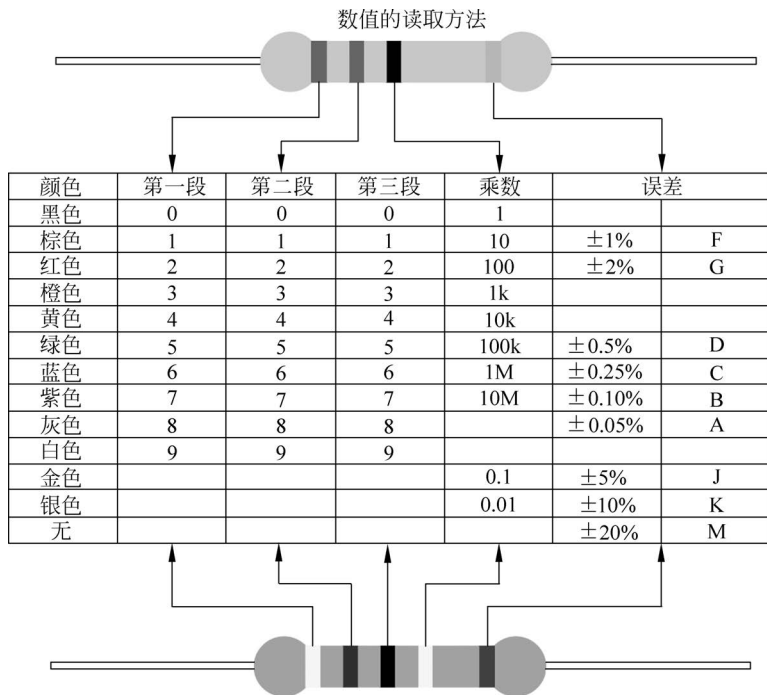 数值的读取方法
颜色 第一段 第二段 第三段 乘数 误差
黑色 0 0 0 1
棕色 1 1 1 10 ±1% F
红色 2 2 2 100 ±2% G
橙色 3 3 3 1k
黄色 4 4 4 10k
绿色 5 5 5 100k ±0.5% D
蓝色 6 6 6 1M ±0.25% C
紫色 7 7 7 10M ±0.10% B
灰色 8 8 8 ±0.05% A
白色 9 9 9
金色 0.1 ±5% J
银色 0.01 ±10% K
无 ±20% M